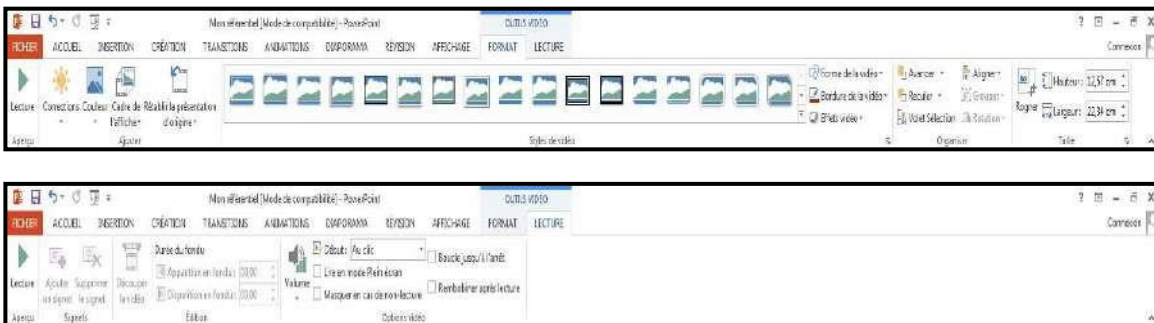 Mon référentiel [Mode de compatibilité] - PowerPoint OUTILS VIDÉO ?
FICHIER ACCUEIL INSERTION CRÉATION TRANSITIONS ANIMATIONS DIAPORAMA RÉVISION AFFICHAGE FORMAT LECTURE Connexion
Forme de la vidéo Avancer Aligner Hauteur : 12,57 cm
Lecture Corrections Couleur Cadre de Rétablir la présentation Bordure de la vidéo Reculer Grouper Rogner Largeur : 22,34 cm
l'affiche d'origine Effets vidéo Volet Sélection Rotation
Aperçu Ajuster Styles de vidéo Organiser Taille
Mon référentiel [Mode de compatibilité] - PowerPoint OUTILS VIDÉO ?
FICHIER ACCUEIL INSERTION CRÉATION TRANSITIONS ANIMATIONS DIAPORAMA RÉVISION AFFICHAGE FORMAT LECTURE Connexion
Durée du fondu Début : Au clic Boucle jusqu'à l'arrêt
Lecture Ajouter Supprimer Découper Apparition en fondu : 00,00 Volume Lire en mode Plein écran
un signet le signet la vidéo Disparition en fondu : 00,00 Masquer en cas de non-lecture Rembobiner après lecture
Aperçu Signets Édition Options vidéo